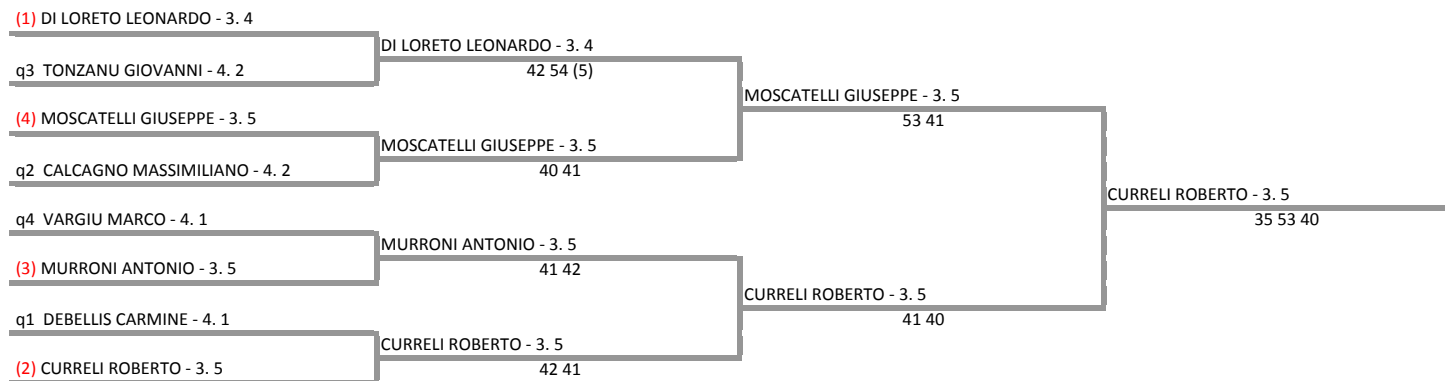 (1) DI LORETO LEONARDO - 3. 4
DI LORETO LEONARDO - 3. 4
q3 TONZANU GIOVANNI - 4. 2
42 54 (5)
MOSCATELLI GIUSEPPE - 3. 5
(4) MOSCATELLI GIUSEPPE - 3. 5
53 41
MOSCATELLI GIUSEPPE - 3. 5
q2 CALCAGNO MASSIMILIANO - 4. 2
40 41
CURRELI ROBERTO - 3. 5
q4 VARGIU MARCO - 4. 1
35 53 40
MURRONI ANTONIO - 3. 5
(3) MURRONI ANTONIO - 3. 5
41 42
CURRELI ROBERTO - 3. 5
q1 DEBELLIS CARMINE - 4. 1
41 40
CURRELI ROBERTO - 3. 5
(2) CURRELI ROBERTO - 3. 5
42 41